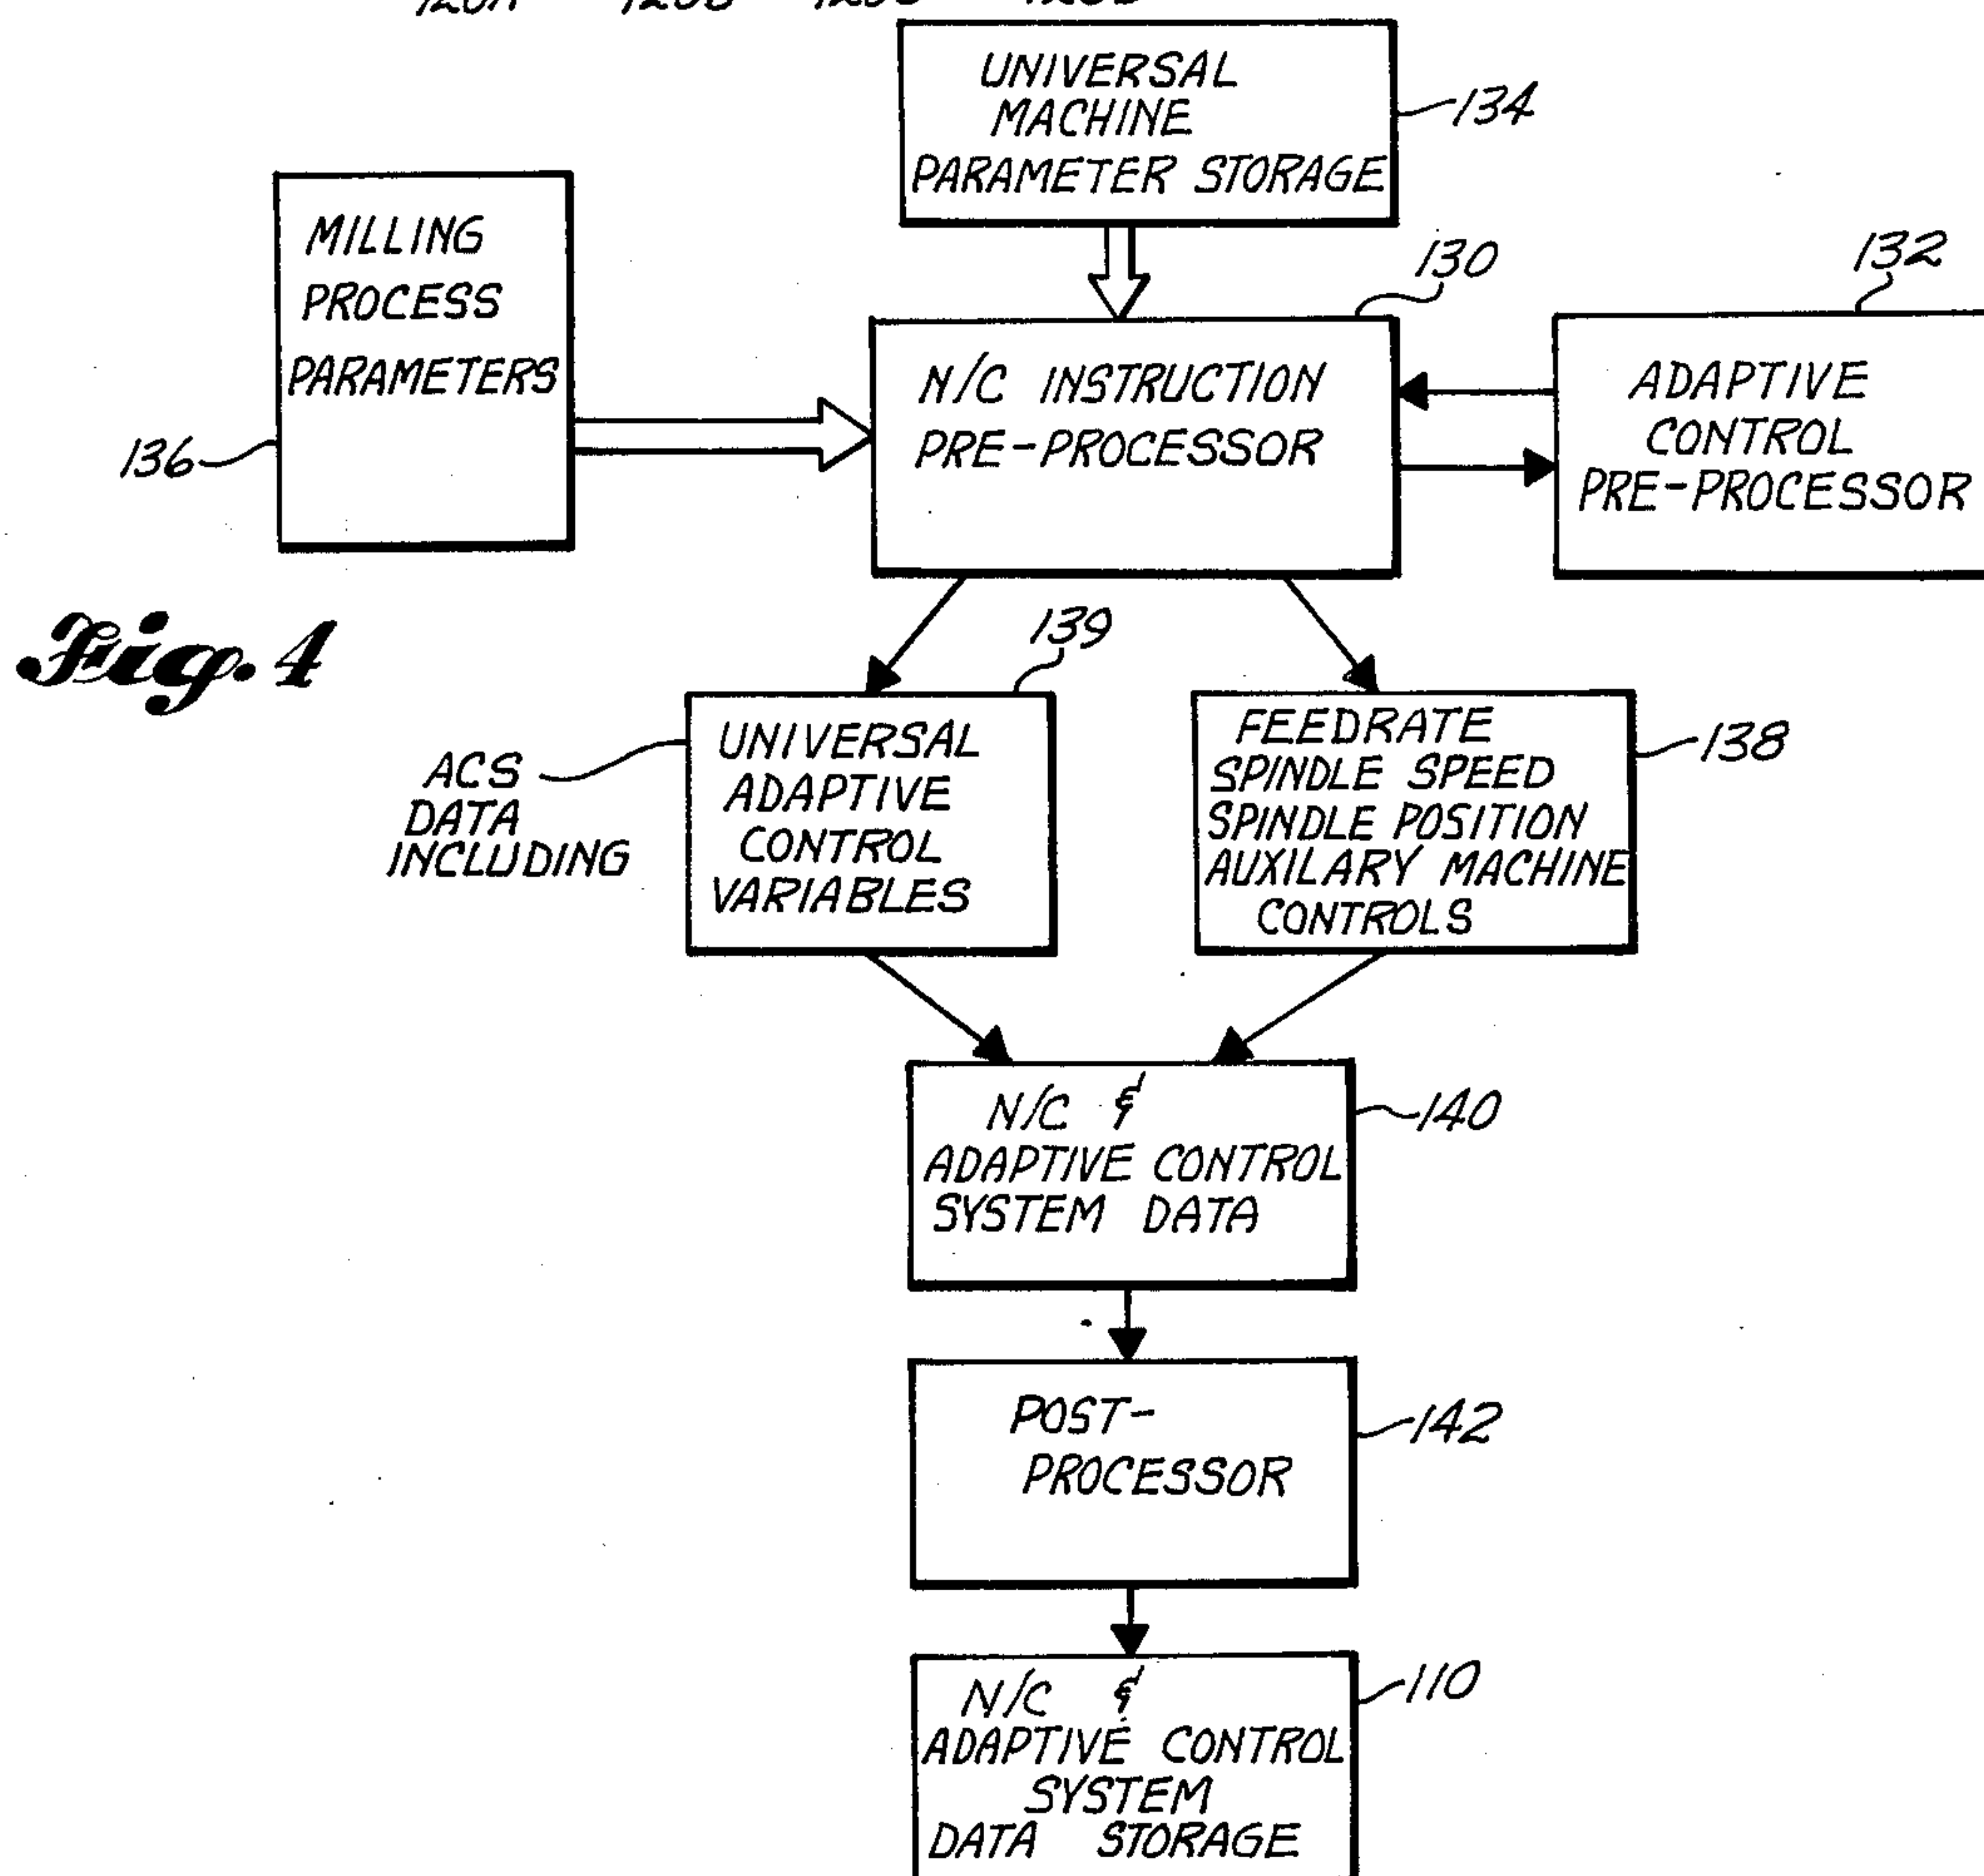 UNIVERSAL
MACHINE
PARAMETER STORAGE
134
MILLING
PROCESS
PARAMETERS
136
130
N/C INSTRUCTION
PRE-PROCESSOR
132
ADAPTIVE
CONTROL
PRE-PROCESSOR
Fig. 4
139
ACS
DATA
INCLUDING
UNIVERSAL
ADAPTIVE
CONTROL
VARIABLES
FEEDRATE
SPINDLE SPEED
SPINDLE POSITION
AUXILARY MACHINE
CONTROLS
138
N/C &
ADAPTIVE CONTROL
SYSTEM DATA
140
POST-
PROCESSOR
142
N/C &
ADAPTIVE CONTROL
SYSTEM
DATA STORAGE
110